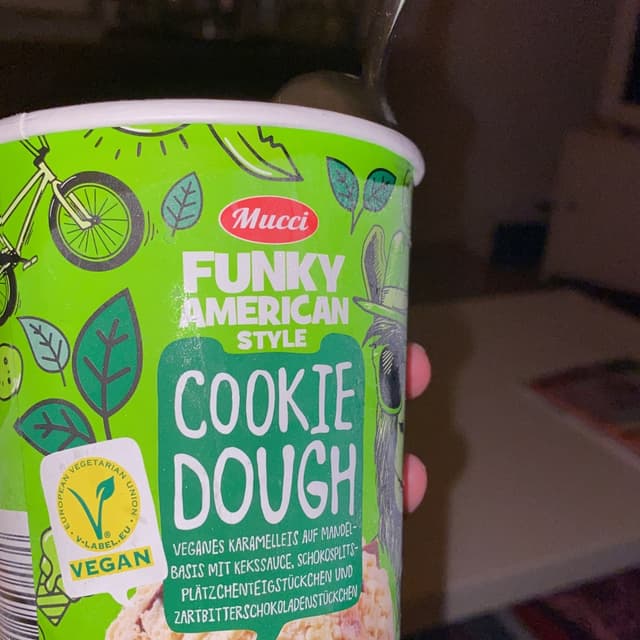 Mucci
FUNKY
AMERICAN
STYLE
COOKIE
DOUGH
VEGANES KARAMELLEIS AUF MANDEL-
BASIS MIT KEKSSAUCE, SCHOKOSPLITS-
PLÄTZCHENTEIGSTÜCKCHEN UND
ZARTBITTERSCHOKOLADENSTÜCKCHEN
EUROPEAN VEGETARIAN UNION
V-LABEL.EU
VEGAN